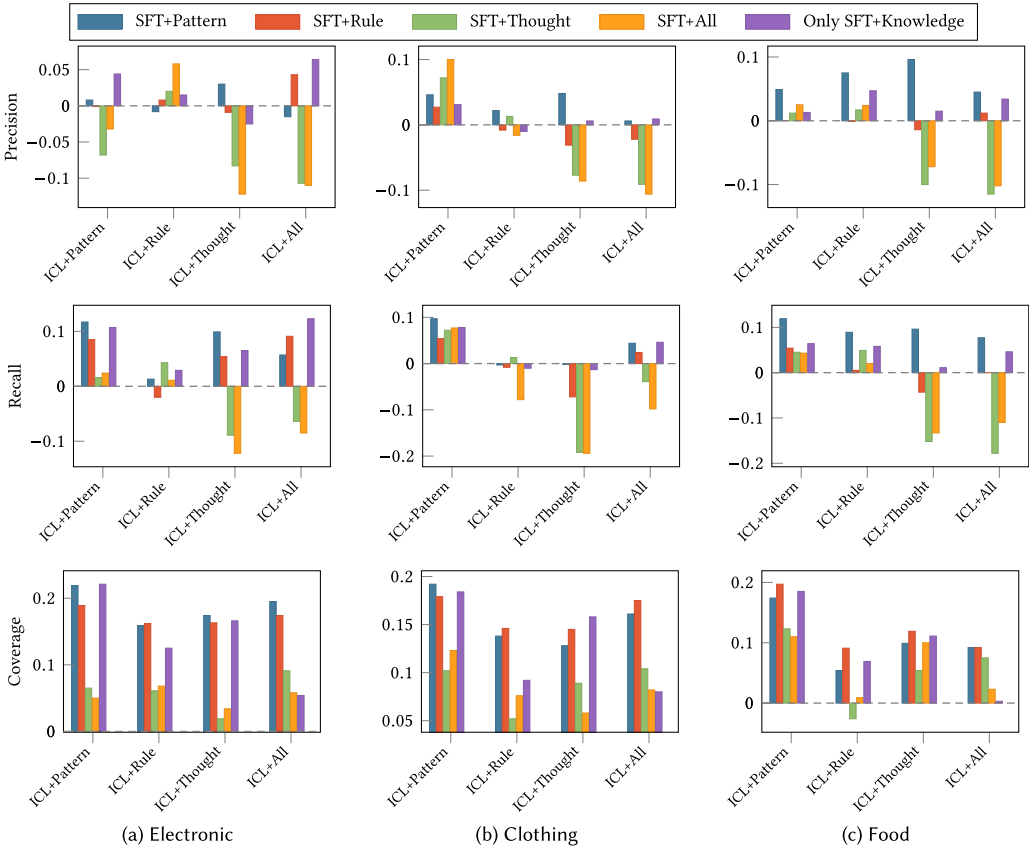 SFT+Pattern SFT+Rule SFT+Thought SFT+All Only SFT+Knowledge
Precision
0.05
0
−0.05
−0.1
ICL+Pattern
ICL+Rule
ICL+Thought
ICL+All
0.1
0
−0.1
ICL+Pattern
ICL+Rule
ICL+Thought
ICL+All
0.1
0
−0.1
ICL+Pattern
ICL+Rule
ICL+Thought
ICL+All
Recall
0.1
0
−0.1
ICL+Pattern
ICL+Rule
ICL+Thought
ICL+All
0.1
0
−0.1
−0.2
ICL+Pattern
ICL+Rule
ICL+Thought
ICL+All
0.1
0
−0.1
−0.2
ICL+Pattern
ICL+Rule
ICL+Thought
ICL+All
Coverage
0.2
0.1
0
ICL+Pattern
ICL+Rule
ICL+Thought
ICL+All
0.2
0.15
0.1
0.05
ICL+Pattern
ICL+Rule
ICL+Thought
ICL+All
0.2
0.1
0
ICL+Pattern
ICL+Rule
ICL+Thought
ICL+All
(a) Electronic
(b) Clothing
(c) Food